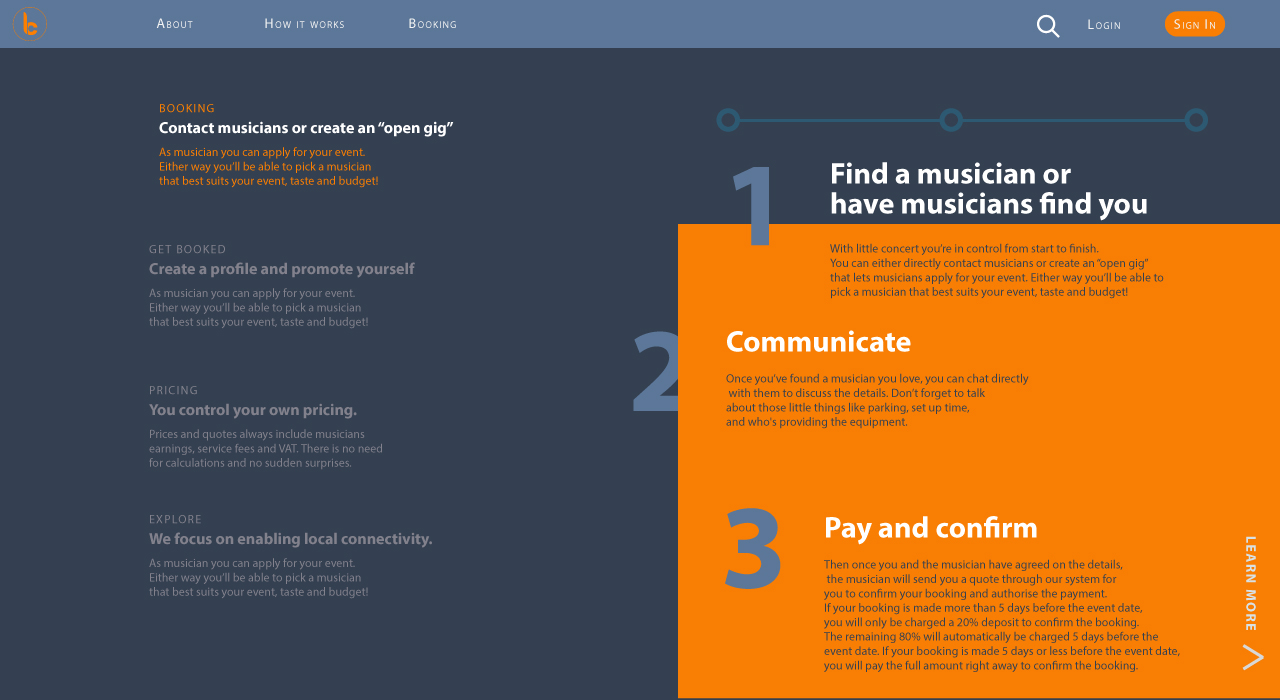 About
How it works
Booking
Login
Sign In
BOOKING
Contact musicians or create an “open gig”
As musician you can apply for your event.
Either way you’ll be able to pick a musician
that best suits your event, taste and budget!
GET BOOKED
Create a profile and promote yourself
As musician you can apply for your event.
Either way you’ll be able to pick a musician
that best suits your event, taste and budget!
PRICING
You control your own pricing.
Prices and quotes always include musicians
earnings, service fees and VAT. There is no need
for calculations and no sudden surprises.
EXPLORE
We focus on enabling local connectivity.
As musician you can apply for your event.
Either way you’ll be able to pick a musician
that best suits your event, taste and budget!
1
Find a musician or
have musicians find you
With little concert you’re in control from start to finish.
You can either directly contact musicians or create an “open gig”
that lets musicians apply for your event. Either way you’ll be able to
pick a musician that best suits your event, taste and budget!
2
Communicate
Once you’ve found a musician you love, you can chat directly
with them to discuss the details. Don’t forget to talk
about those little things like parking, set up time,
and who’s providing the equipment.
3
Pay and confirm
Then once you and the musician have agreed on the details,
the musician will send you a quote through our system for
you to confirm your booking and authorise the payment.
If your booking is made more than 5 days before the event date,
you will only be charged a 20% deposit to confirm the booking.
The remaining 80% will automatically be charged 5 days before the
event date. If your booking is made 5 days or less before the event date,
you will pay the full amount right away to confirm the booking.
LEARN MORE